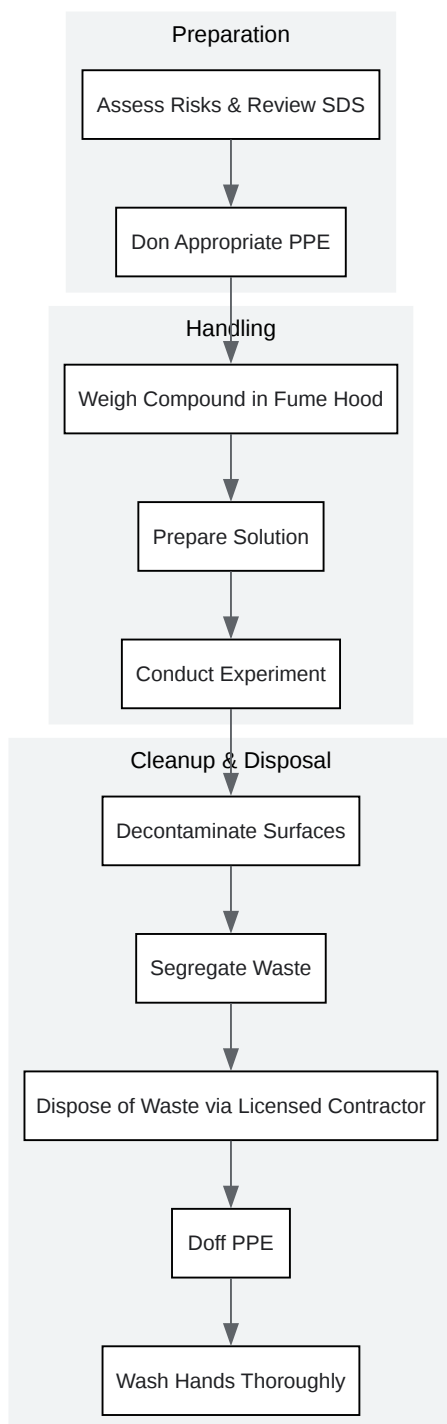 Preparation
Assess Risks & Review SDS
Don Appropriate PPE
Handling
Weigh Compound in Fume Hood
Prepare Solution
Conduct Experiment
Cleanup & Disposal
Decontaminate Surfaces
Segregate Waste
Dispose of Waste via Licensed Contractor
Doff PPE
Wash Hands Thoroughly